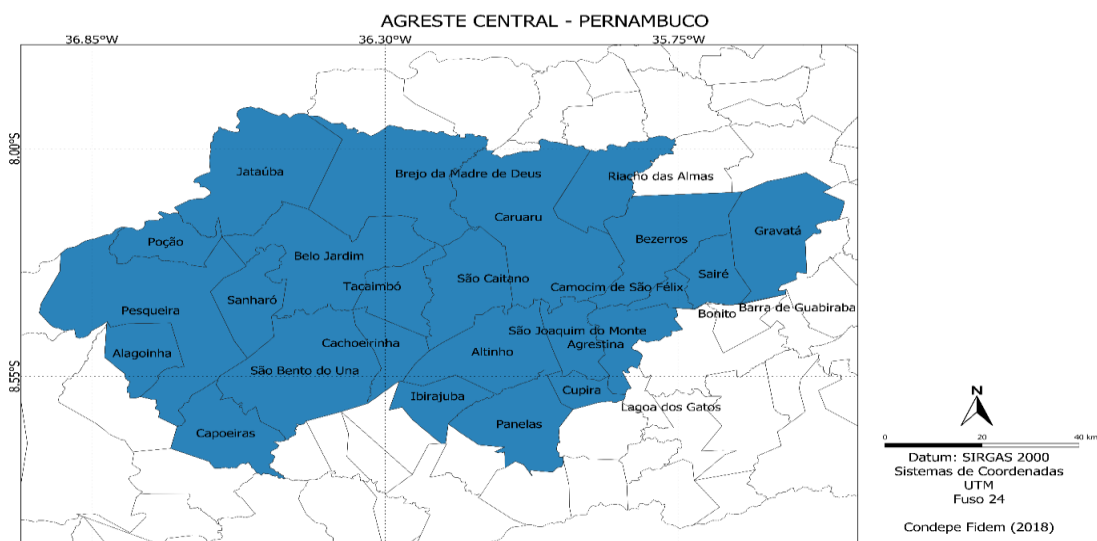 AGRESTE CENTRAL - PERNAMBUCO
36.85°W
36.30°W
35.75°W
8.00°S
8.55°S
Jataúba
Brejo da Madre de Deus
Riacho das Almas
Caruaru
Poção
Belo Jardim
Bezerros
Gravatá
Sanharó
Tacaimbó
São Caitano
Camocim de São Félix
Sairé
Pesqueira
Bonito
Barra de Guabiraba
Alagoinha
Cachoeirinha
São Joaquim do Monte
Altinho
Agrestina
São Bento do Una
Ibirajuba
Cupira
Lagoa dos Gatos
Capoeiras
Panelas
N
0 20 40 km
Datum: SIRGAS 2000
Sistemas de Coordenadas
UTM
Fuso 24
Condepe Fidem (2018)